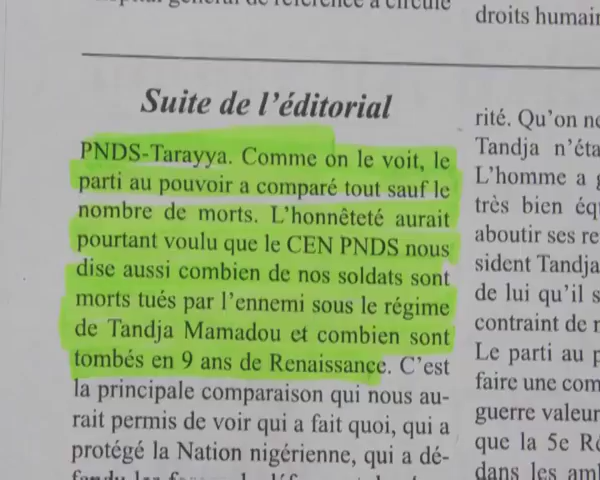 droits humain
Suite de l'éditorial
PNDS-Tarayya. Comme on le voit, le
parti au pouvoir a comparé tout sauf le
nombre de morts. L'honnêteté aurait
pourtant voulu que le CEN PNDS nous
dise aussi combien de nos soldats sont
morts tués par l'ennemi sous le régime
de Tandja Mamadou et combien sont
tombés en 9 ans de Renaissance. C'est
la principale comparaison qui nous au-
rait permis de voir qui a fait quoi, qui a
protégé la Nation nigérienne, qui a dé-
rité. Qu'on ne
Tandja n'éta
L'homme a
très bien éq
aboutir ses re
sident Tandja
de lui qu'il s
contraint de
Le parti au p
faire une com
guerre valeur
que la 5e Ré
dans les